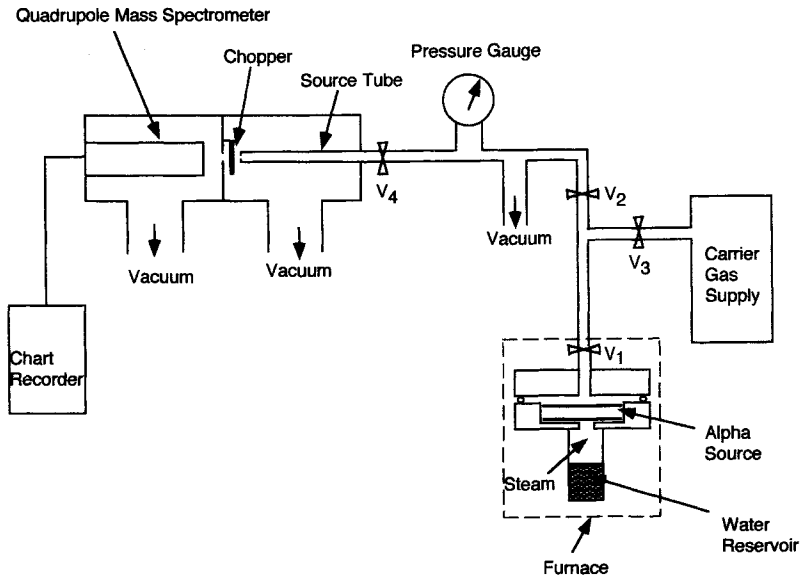 Quadrupole Mass Spectrometer
Chopper
Source Tube
Pressure Gauge
V4
V2
Vacuum
Vacuum
Vacuum
V3
Carrier
Gas
Supply
Chart
Recorder
V1
Alpha
Source
Steam
Water
Reservoir
Furnace